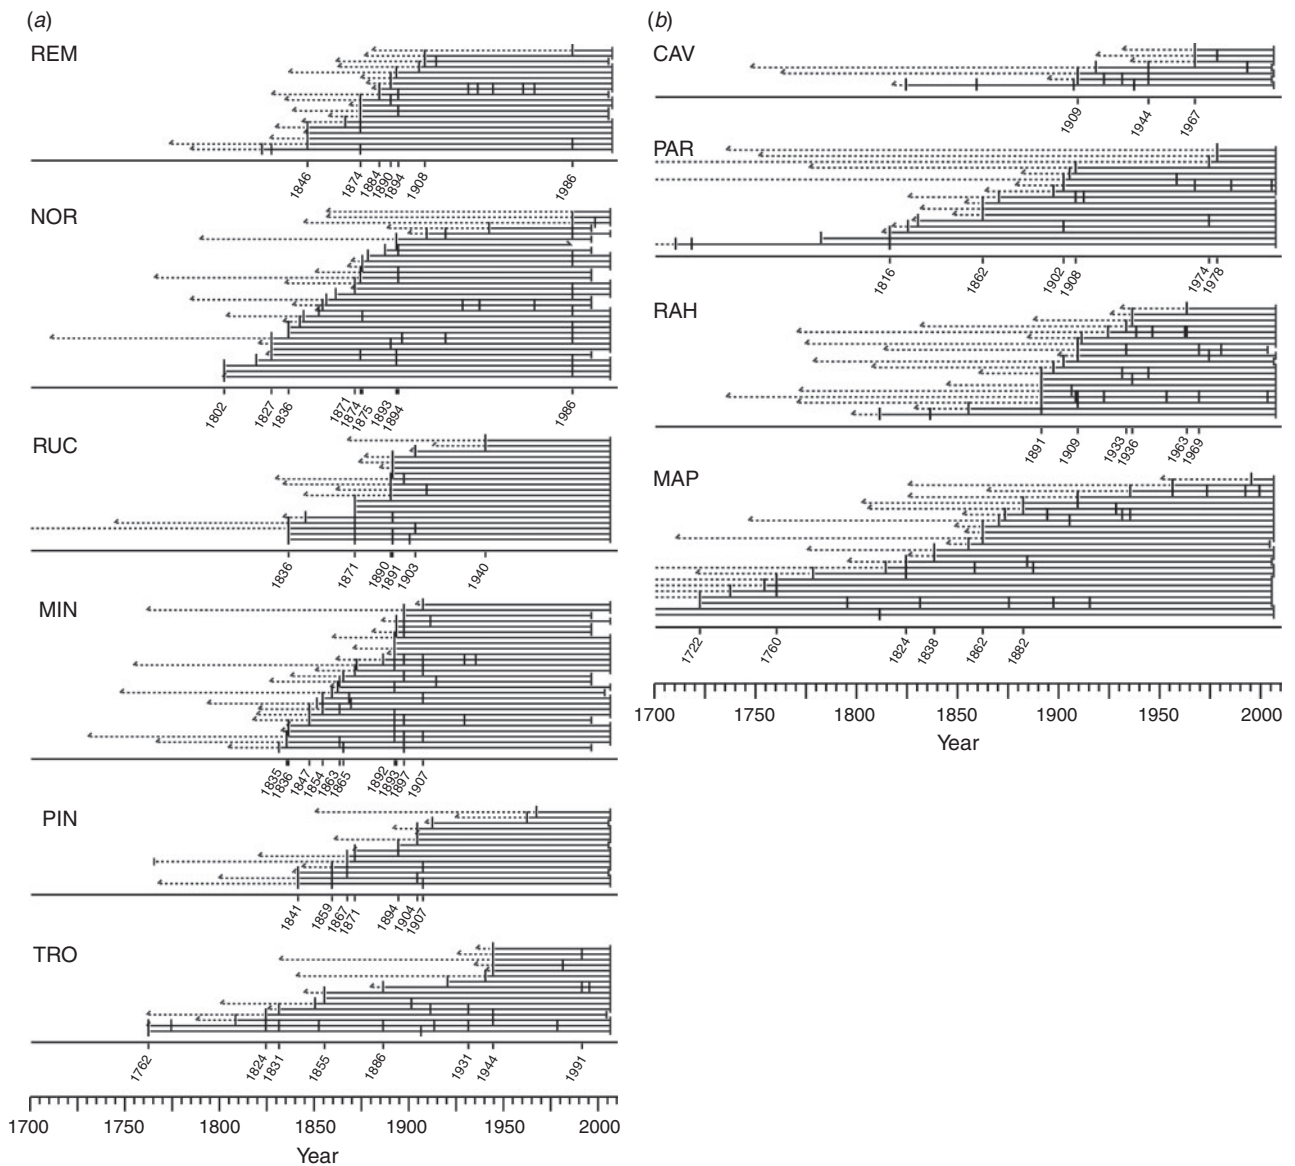 (a)
REM
1846 1874 1884 1890 1894 1908 1986
NOR
1802 1827 1836 1871 1874 1875 1893 1894 1986
RUC
1836 1871 1890 1891 1903 1940
MIN
1835 1836 1847 1854 1863 1865 1892 1893 1897 1907
PIN
1841 1859 1867 1871 1894 1904 1907
TRO
1762 1824 1831 1855 1886 1931 1944 1991
1700 1750 1800 1850 1900 1950 2000
Year
(b)
CAV
1909 1944 1967
PAR
1816 1862 1902 1908 1974 1978
RAH
1891 1909 1933 1936 1963 1969
MAP
1722 1760 1824 1838 1862 1882
1700 1750 1800 1850 1900 1950 2000
Year